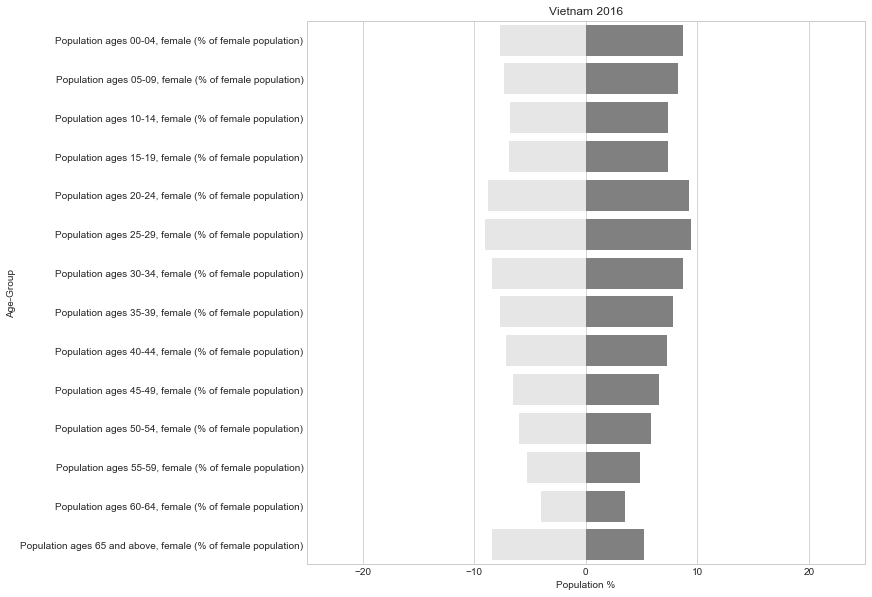 Vietnam 2016
Population ages 00-04, female (% of female population)
Population ages 05-09, female (% of female population)
Population ages 10-14, female (% of female population)
Population ages 15-19, female (% of female population)
Population ages 20-24, female (% of female population)
Population ages 25-29, female (% of female population)
Population ages 30-34, female (% of female population)
Age-Group
Population ages 35-39, female (% of female population)
Population ages 40-44, female (% of female population)
Population ages 45-49, female (% of female population)
Population ages 50-54, female (% of female population)
Population ages 55-59, female (% of female population)
Population ages 60-64, female (% of female population)
Population ages 65 and above, female (% of female population)
−20 −10 0 10 20
Population %